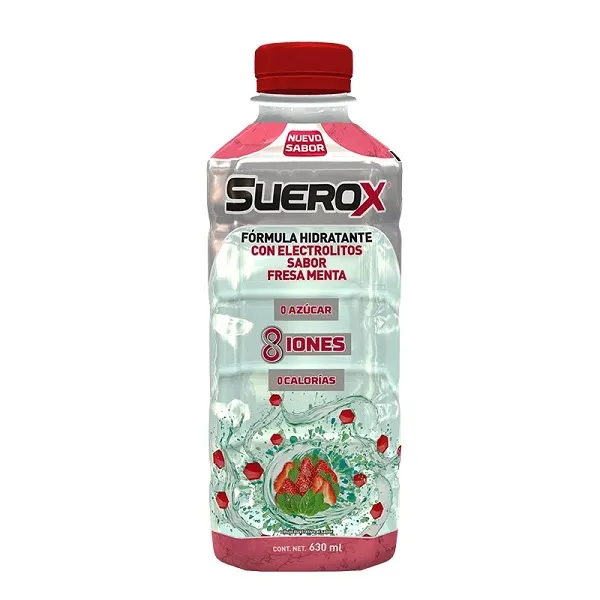 NUEVO
SABOR
SUEROX
FÓRMULA HIDRATANTE
CON ELECTROLITOS
SABOR
FRESA MENTA
0 AZÚCAR
8 IONES
0 CALORÍAS
CONT. NET. 630 ml